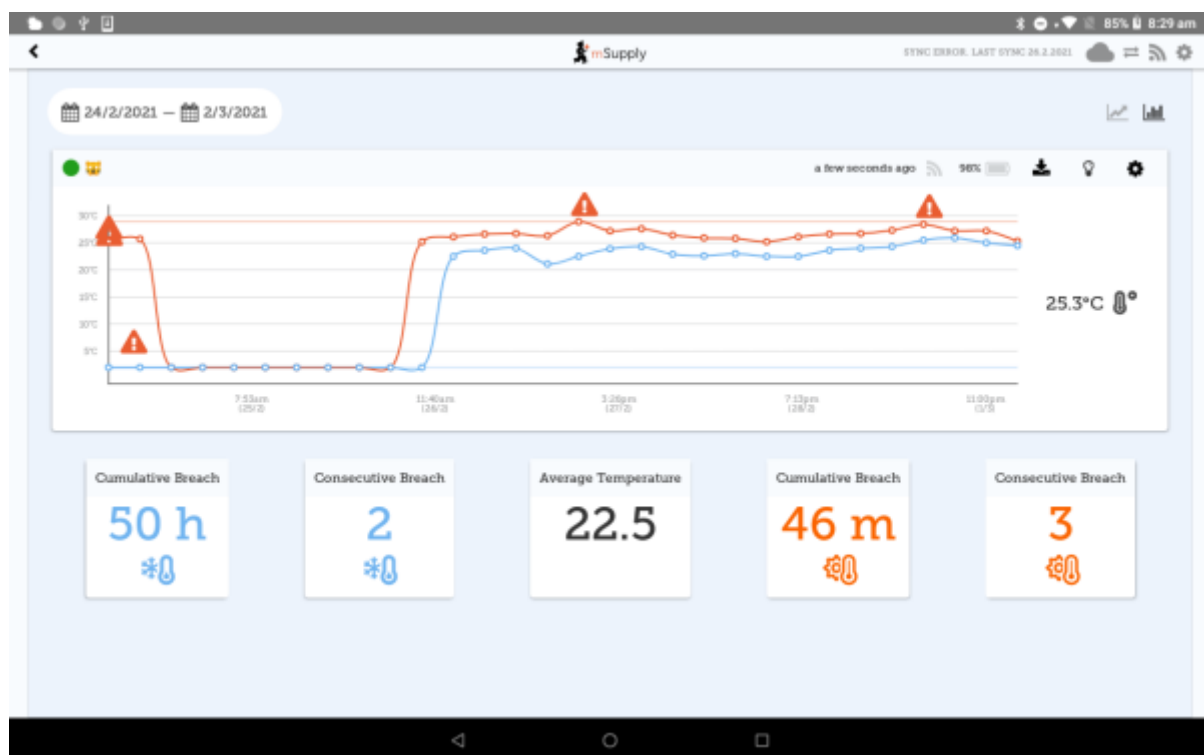 85% 8:29 am
mSupply
SYNC ERROR. LAST SYNC 26.2.2021
24/2/2021 — 2/3/2021
a few seconds ago 98%
30°C
25°C
20°C
15°C
10°C
5°C
25.3°C
7:53am 11:40am 3:26pm 7:13pm 11:00pm
(25/2) (26/2) (27/2) (28/2) (1/3)
Cumulative Breach Consecutive Breach Average Temperature Cumulative Breach Consecutive Breach
50 h 2 22.5 46 m 3